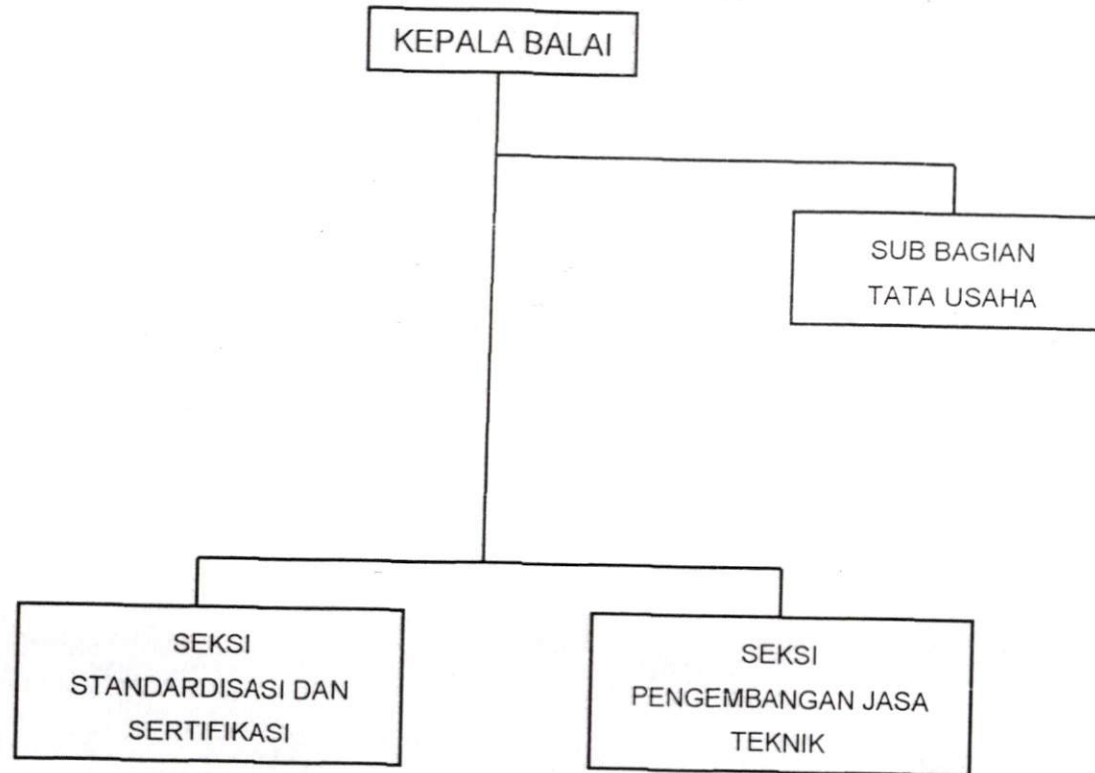 KEPALA BALAI
SUB BAGIAN
TATA USAHA
SEKSI
STANDARDISASI DAN
SERTIFIKASI
SEKSI
PENGEMBANGAN JASA
TEKNIK